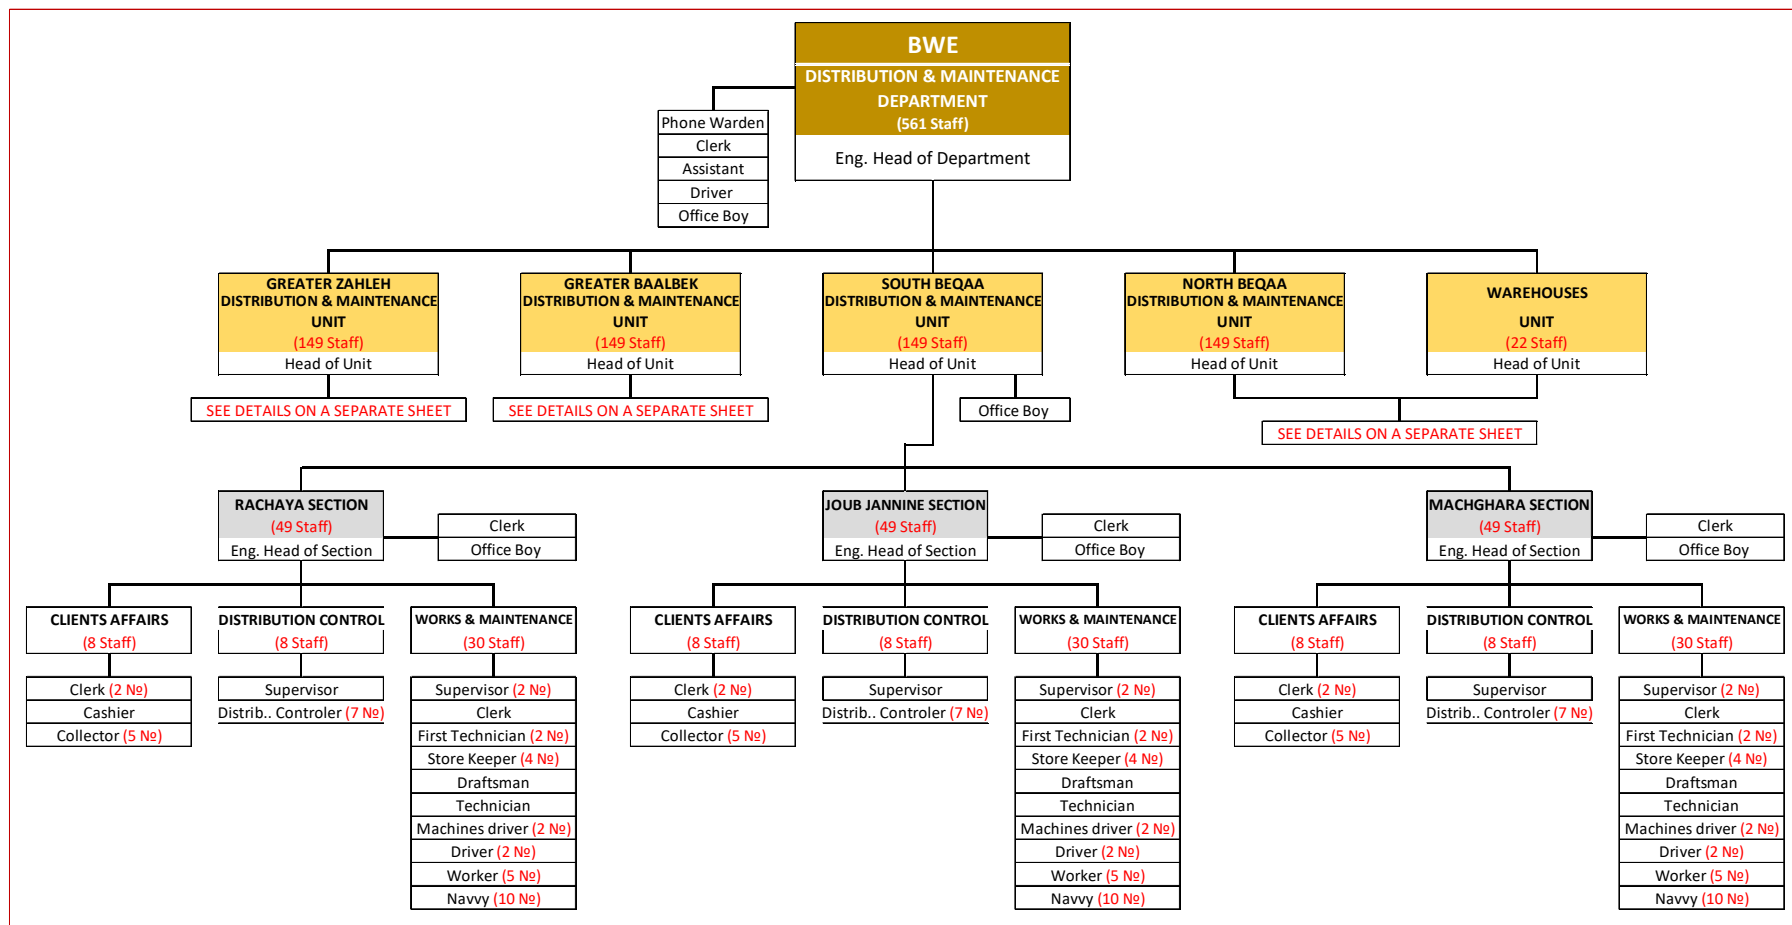 BWE
DISTRIBUTION & MAINTENANCE
DEPARTMENT
(561 Staff)
Eng. Head of Department
Phone Warden
Clerk
Assistant
Driver
Office Boy
GREATER ZAHLEH
DISTRIBUTION & MAINTENANCE
UNIT
(149 Staff)
Head of Unit
SEE DETAILS ON A SEPARATE SHEET
GREATER BAALBEK
DISTRIBUTION & MAINTENANCE
UNIT
(149 Staff)
Head of Unit
SEE DETAILS ON A SEPARATE SHEET
SOUTH BEQAA
DISTRIBUTION & MAINTENANCE
UNIT
(149 Staff)
Head of Unit
Office Boy
NORTH BEQAA
DISTRIBUTION & MAINTENANCE
UNIT
(149 Staff)
Head of Unit
WAREHOUSES
UNIT
(22 Staff)
Head of Unit
SEE DETAILS ON A SEPARATE SHEET
RACHAYA SECTION
(49 Staff)
Eng. Head of Section
Clerk
Office Boy
CLIENTS AFFAIRS
(8 Staff)
Clerk (2 №)
Cashier
Collector (5 №)
DISTRIBUTION CONTROL
(8 Staff)
Supervisor
Distrib.. Controler (7 №)
WORKS & MAINTENANCE
(30 Staff)
Supervisor (2 №)
Clerk
First Technician (2 №)
Store Keeper (4 №)
Draftsman
Technician
Machines driver (2 №)
Driver (2 №)
Worker (5 №)
Navvy (10 №)
JOUB JANNINE SECTION
(49 Staff)
Eng. Head of Section
Clerk
Office Boy
CLIENTS AFFAIRS
(8 Staff)
Clerk (2 №)
Cashier
Collector (5 №)
DISTRIBUTION CONTROL
(8 Staff)
Supervisor
Distrib.. Controler (7 №)
WORKS & MAINTENANCE
(30 Staff)
Supervisor (2 №)
Clerk
First Technician (2 №)
Store Keeper (4 №)
Draftsman
Technician
Machines driver (2 №)
Driver (2 №)
Worker (5 №)
Navvy (10 №)
MACHGHARA SECTION
(49 Staff)
Eng. Head of Section
Clerk
Office Boy
CLIENTS AFFAIRS
(8 Staff)
Clerk (2 №)
Cashier
Collector (5 №)
DISTRIBUTION CONTROL
(8 Staff)
Supervisor
Distrib.. Controler (7 №)
WORKS & MAINTENANCE
(30 Staff)
Supervisor (2 №)
Clerk
First Technician (2 №)
Store Keeper (4 №)
Draftsman
Technician
Machines driver (2 №)
Driver (2 №)
Worker (5 №)
Navvy (10 №)